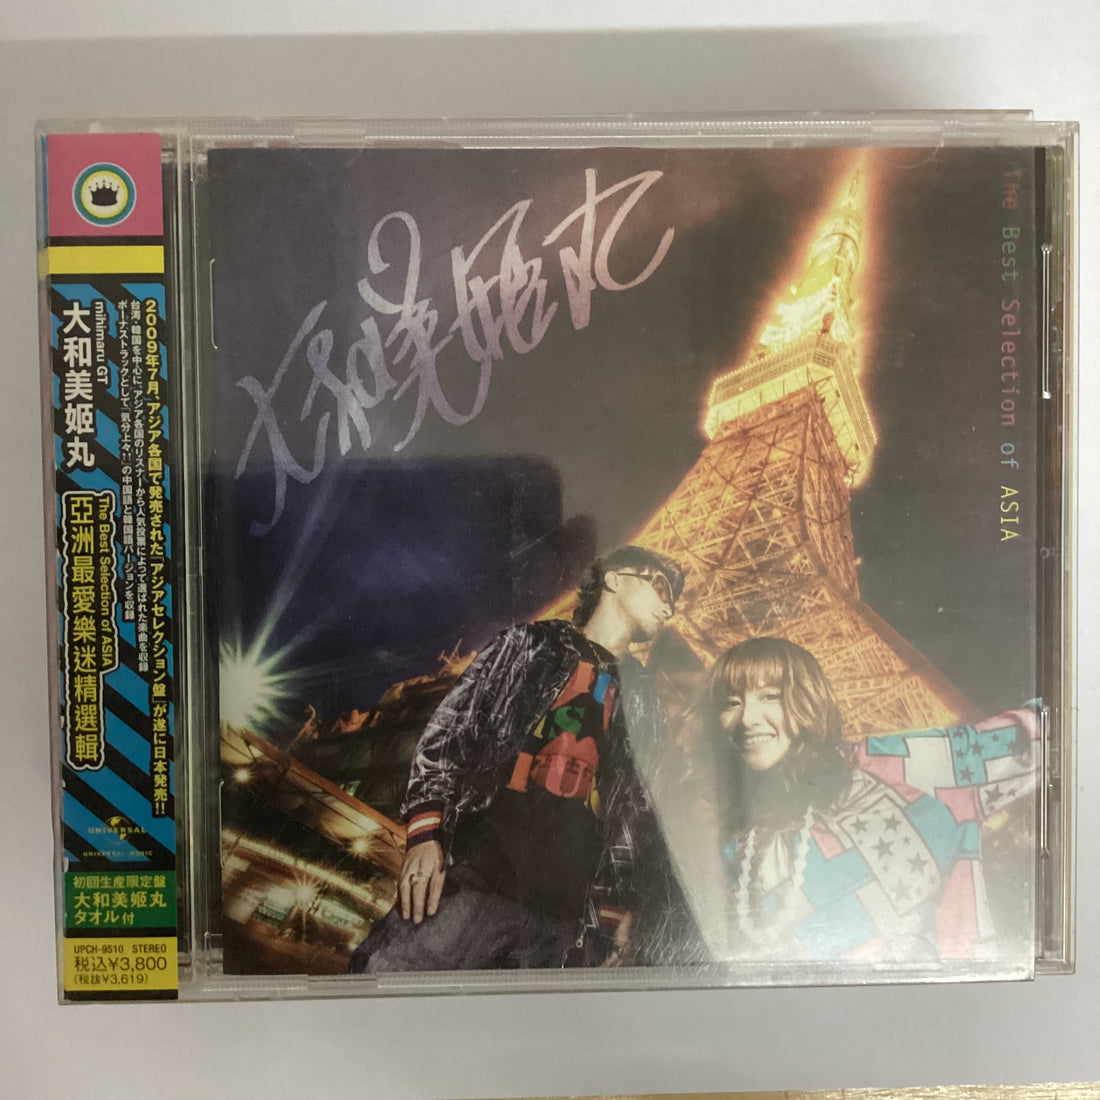 2009年7月、アジア各国で発売された「アジアセレクション盤」が遂に日本発売!!
台湾・韓国を中心に、アジア各国のリスナーから人気投票によって選ばれた楽曲を収録
ボーナストラックとして「気分上々↑↑」の中国語と韓国語バージョンを収録
mihimaru GT
大和美姫丸
The Best Selection of ASIA
亞洲最愛樂迷精選輯
UNIVERSAL
UNIVERSAL MUSIC
初回生産限定盤
大和美姫丸
タオル付
UPCH-9510 STEREO
税込¥3,800
(税抜¥3,619)
大和美姫丸
The Best Selection of ASIA